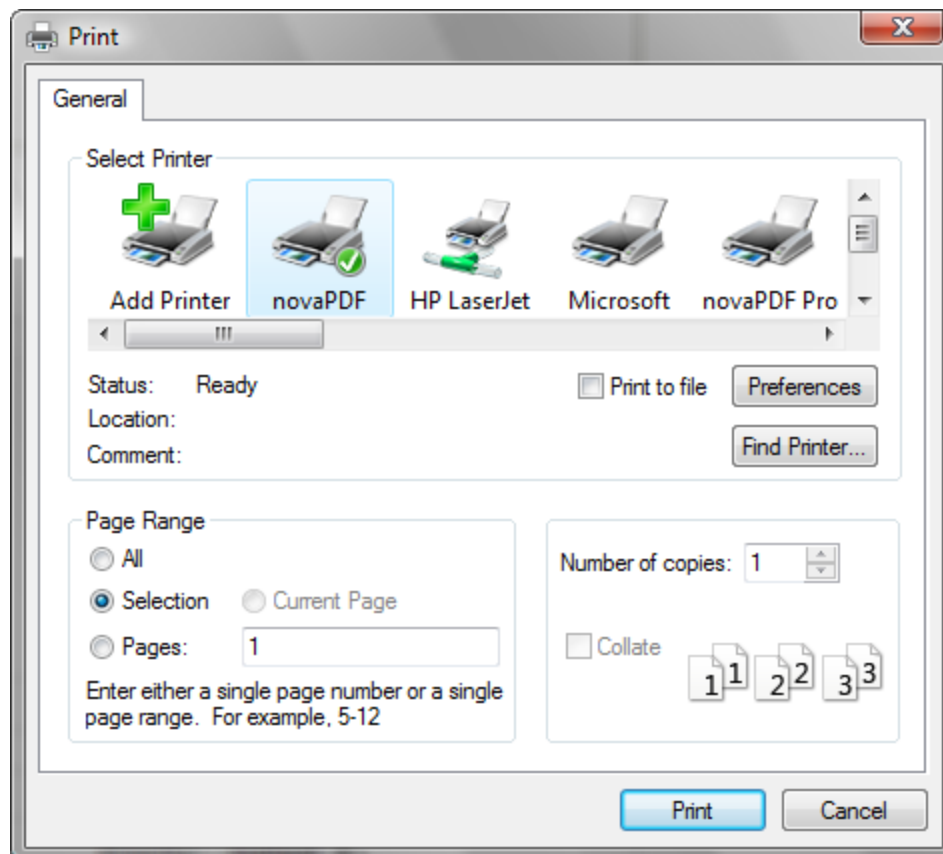 Print
General
Select Printer
Add Printer novaPDF HP LaserJet Microsoft novaPDF Pro
Status: Ready
Print to file Preferences
Location:
Comment:
Find Printer...
Page Range
All
Selection Current Page
Pages: 1
Enter either a single page number or a single
page range. For example, 5-12
Number of copies: 1
Collate
1 1 2 2 3 3
Print Cancel